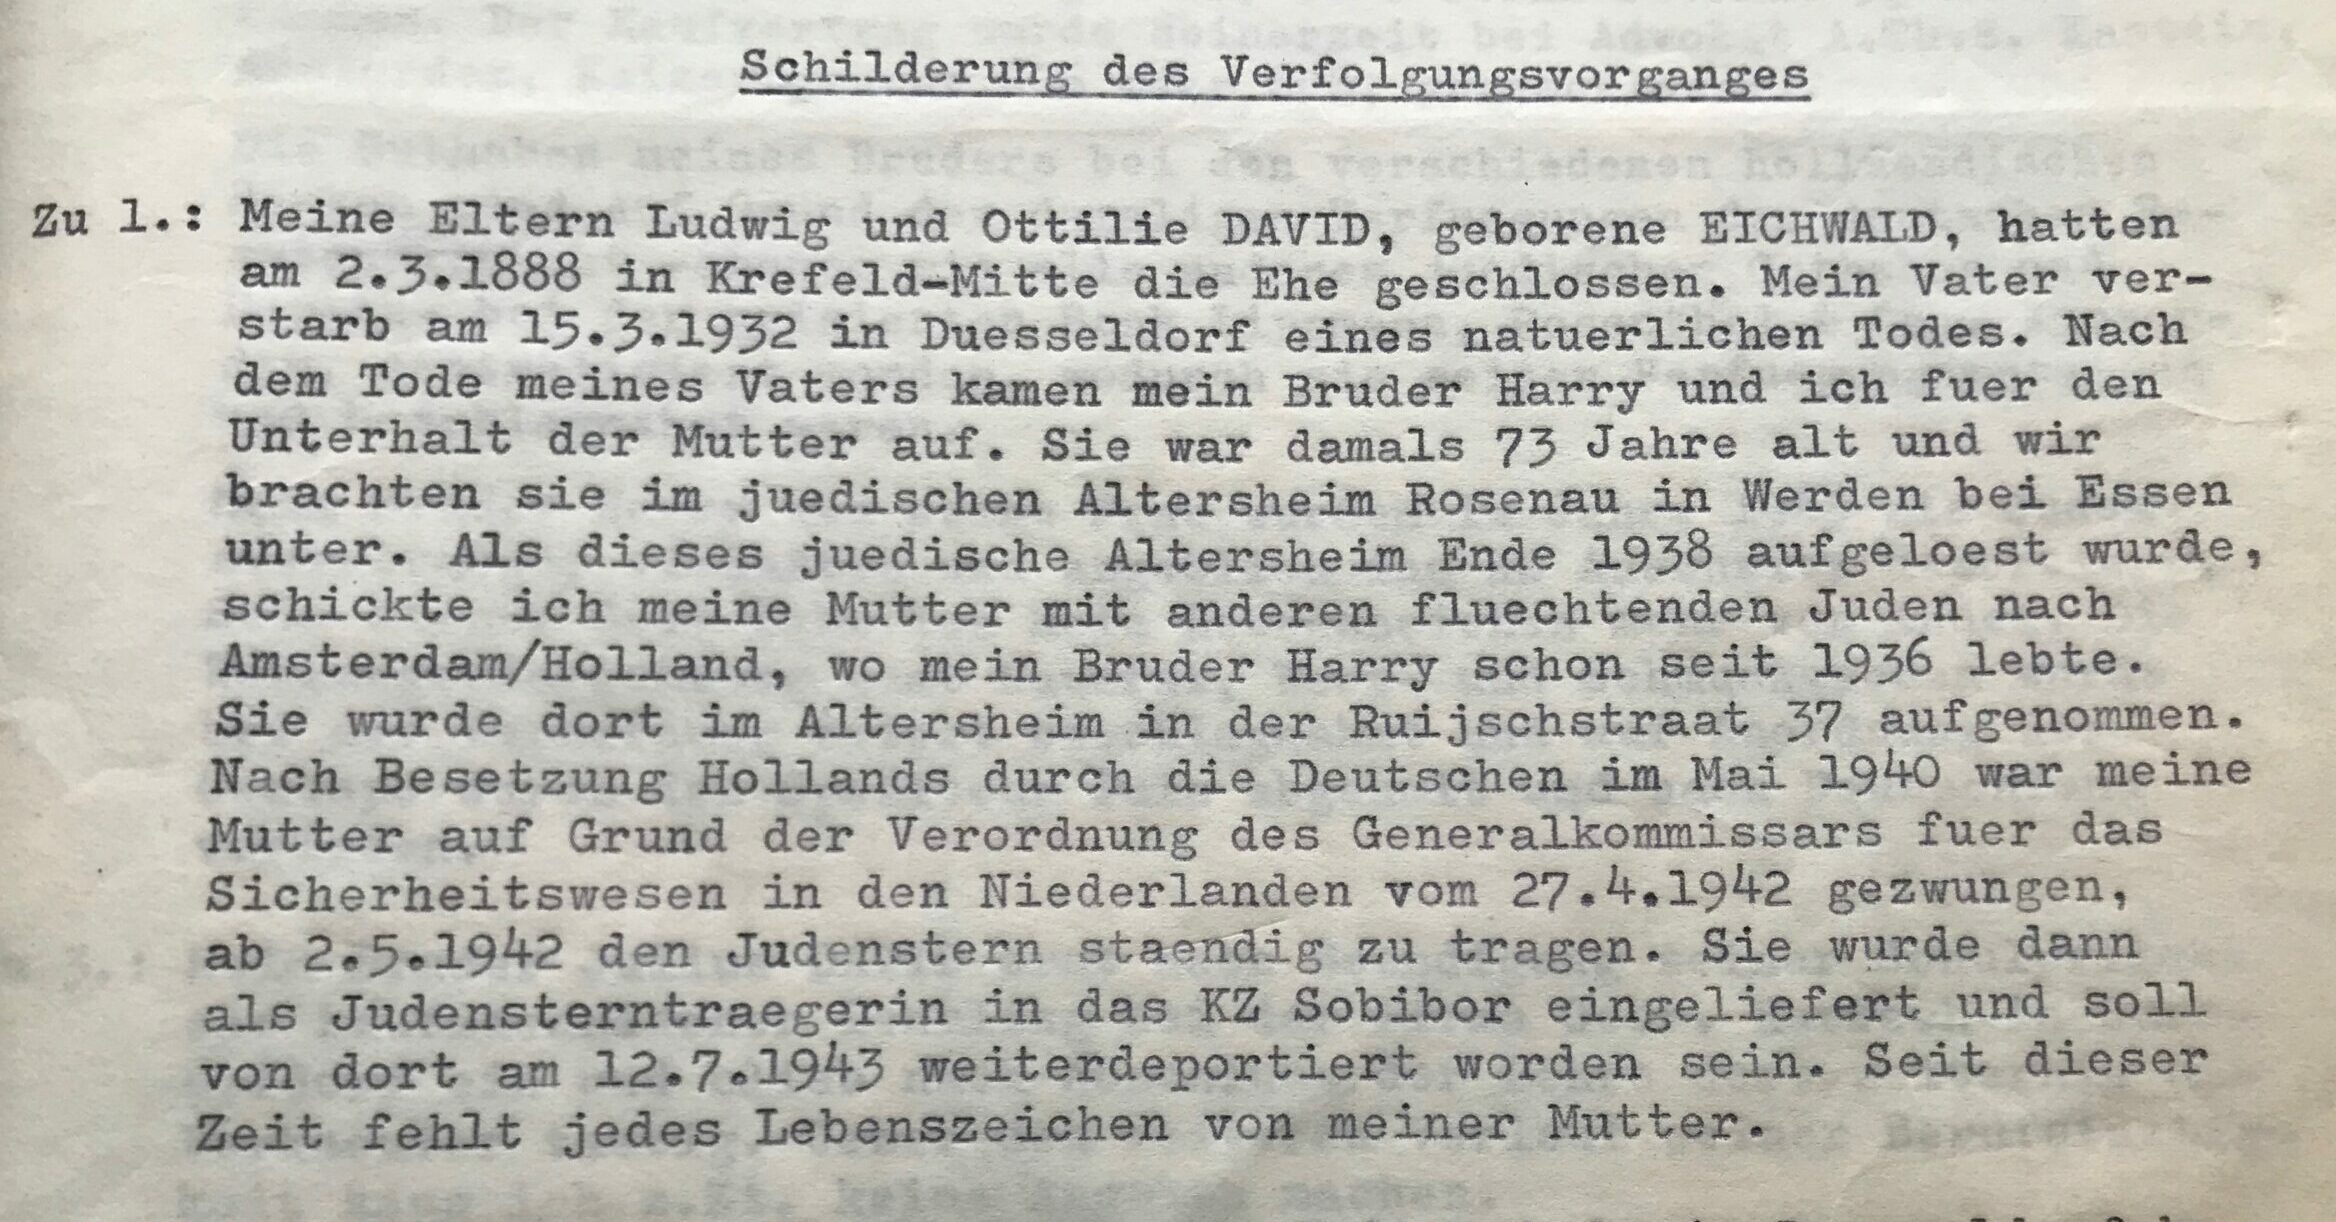 Schilderung des Verfolgungsvorganges
Zu 1.: Meine Eltern Ludwig und Ottilie DAVID, geborene EICHWALD, hatten
am 2.3.1888 in Krefeld-Mitte die Ehe geschlossen. Mein Vater ver-
starb am 15.3.1932 in Duesseldorf eines natuerlichen Todes. Nach
dem Tode meines Vaters kamen mein Bruder Harry und ich fuer den
Unterhalt der Mutter auf. Sie war damals 73 Jahre alt und wir
brachten sie im juedischen Altersheim Rosenau in Werden bei Essen
unter. Als dieses juedische Altersheim Ende 1938 aufgeloest wurde,
schickte ich meine Mutter mit anderen fluechtenden Juden nach
Amsterdam/Holland, wo mein Bruder Harry schon seit 1936 lebte.
Sie wurde dort im Altersheim in der Ruijschstraat 37 aufgenommen.
Nach Besetzung Hollands durch die Deutschen im Mai 1940 war meine
Mutter auf Grund der Verordnung des Generalkommissars fuer das
Sicherheitswesen in den Niederlanden vom 27.4.1942 gezwungen,
ab 2.5.1942 den Judenstern staendig zu tragen. Sie wurde dann
als Judensterntraegerin in das KZ Sobibor eingeliefert und soll
von dort am 12.7.1943 weiterdeportiert worden sein. Seit dieser
Zeit fehlt jedes Lebenszeichen von meiner Mutter.